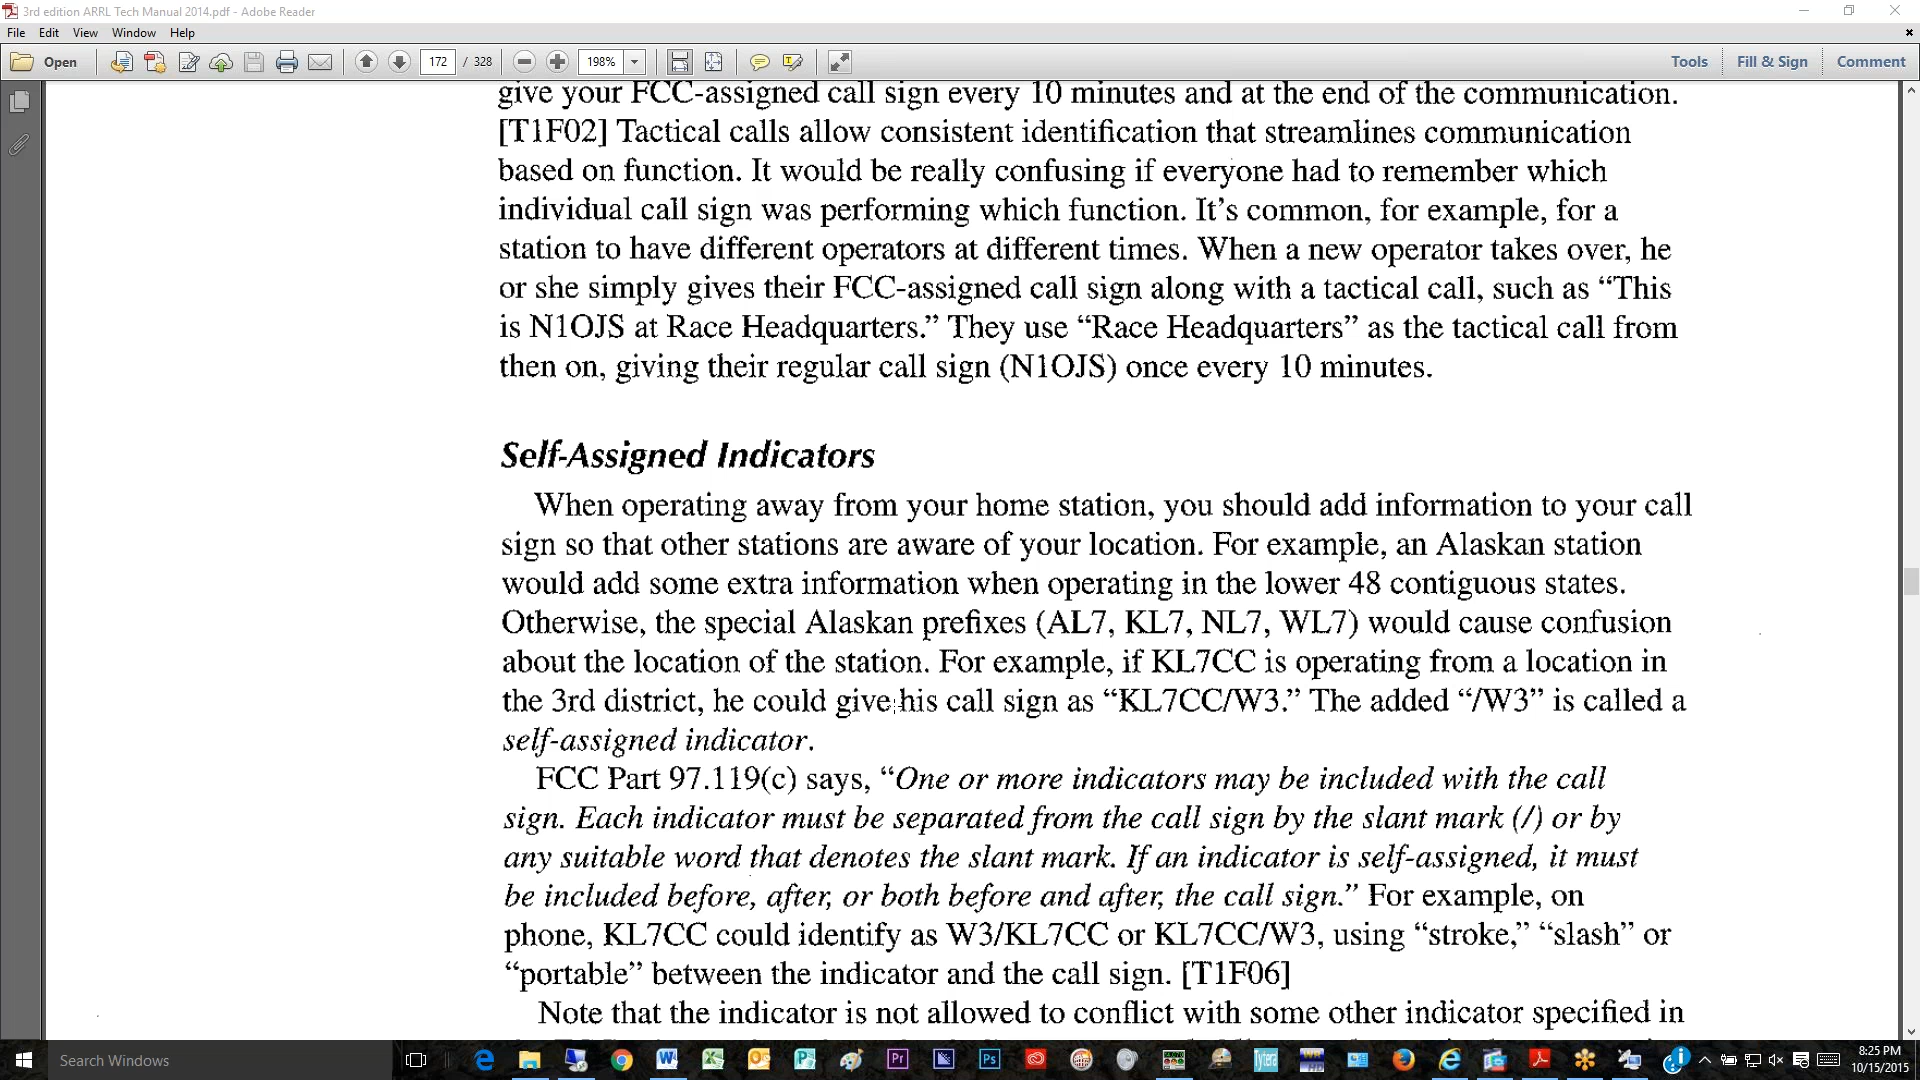 3rd edition ARRL Tech Manual 2014.pdf - Adobe Reader
File Edit View Window Help
Open 172 / 328 198% Tools Fill & Sign Comment
give your FCC-assigned call sign every 10 minutes and at the end of the communication.
[T1F02] Tactical calls allow consistent identification that streamlines communication
based on function. It would be really confusing if everyone had to remember which
individual call sign was performing which function. It’s common, for example, for a
station to have different operators at different times. When a new operator takes over, he
or she simply gives their FCC-assigned call sign along with a tactical call, such as “This
is N1OJS at Race Headquarters.” They use “Race Headquarters” as the tactical call from
then on, giving their regular call sign (N1OJS) once every 10 minutes.
Self-Assigned Indicators
When operating away from your home station, you should add information to your call
sign so that other stations are aware of your location. For example, an Alaskan station
would add some extra information when operating in the lower 48 contiguous states.
Otherwise, the special Alaskan prefixes (AL7, KL7, NL7, WL7) would cause confusion
about the location of the station. For example, if KL7CC is operating from a location in
the 3rd district, he could give his call sign as “KL7CC/W3.” The added “/W3” is called a
self-assigned indicator.
FCC Part 97.119(c) says, “One or more indicators may be included with the call
sign. Each indicator must be separated from the call sign by the slant mark (/) or by
any suitable word that denotes the slant mark. If an indicator is self-assigned, it must
be included before, after, or both before and after, the call sign.” For example, on
phone, KL7CC could identify as W3/KL7CC or KL7CC/W3, using “stroke,” “slash” or
“portable” between the indicator and the call sign. [T1F06]
Note that the indicator is not allowed to conflict with some other indicator specified in
Search Windows
8:25 PM
10/15/2015